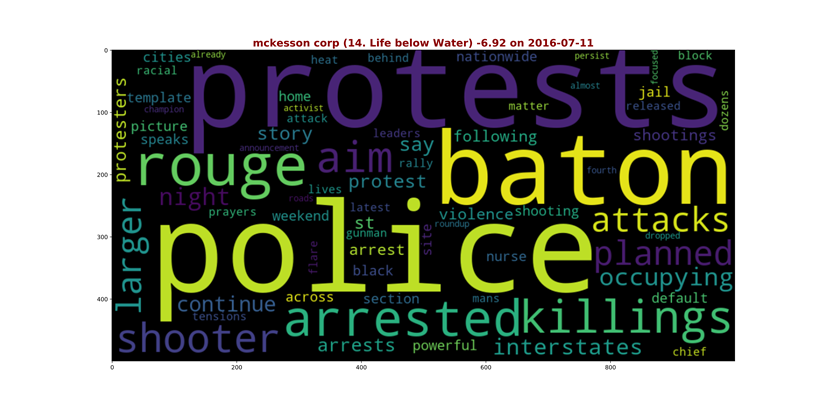 mckesson corp (14. Life below Water) -6.92 on 2016-07-11
cities already heat behind nationwide persist focused block
racial protests almost
template home activist matter jail released dozens
champion attack
protesters picture story leaders say following shootings
speaks announcement
rouge aim rally baton fourth
night lives protest
roads
prayers weekend latest violence shooting attacks
larger st gunman site roundup dropped
police arrest nurse planned
flare black occupying
continue across section mans default
tensions arrested killings
shooter arrests powerful interstates chief
0
100
200
300
400
0 200 400 600 800